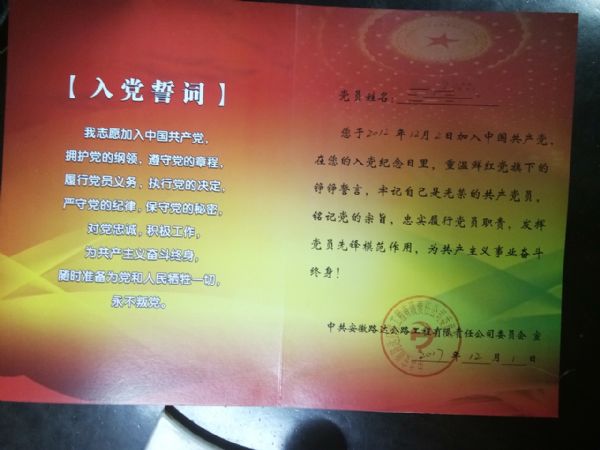 【入党誓词】
我志愿加入中国共产党，
拥护党的纲领，遵守党的章程，
履行党员义务，执行党的决定，
严守党的纪律，保守党的秘密，
对党忠诚，积极工作，
为共产主义奋斗终身，
随时准备为党和人民牺牲一切，
永不叛党。
党员姓名：
您于2012年12月2日加入中国共产党，
在您的入党纪念日里，重温鲜红党旗下的
铮铮誓言，牢记自己是光荣的共产党员，
铭记党的宗旨，忠实履行党员职责，发挥
党员先锋模范作用，为共产主义事业奋斗
终身！
中共安徽路达公路工程有限责任公司委员会 宣
2017年12月1日